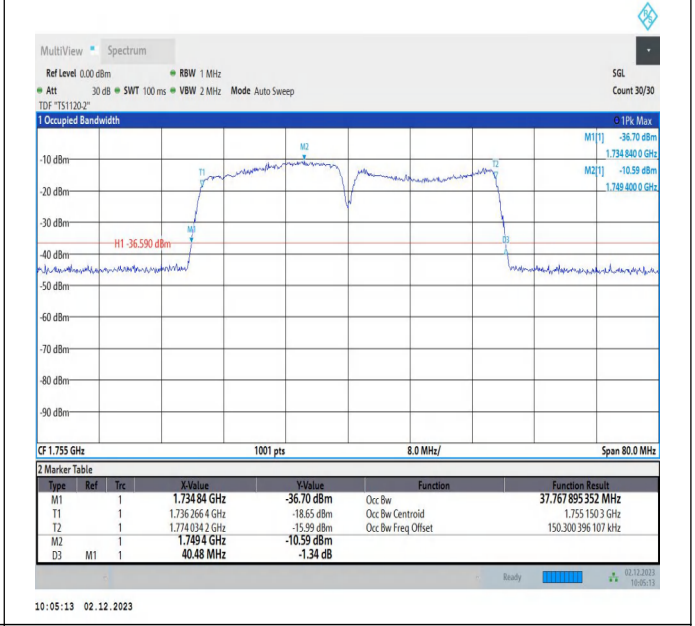 R S
MultiView Spectrum
Ref Level 0.00 dBm RBW 1 MHz SGL
Att 30 dB SWT 100 ms VBW 2 MHz Mode Auto Sweep Count 30/30
TDF "TS1120-2"
1 Occupied Bandwidth 1Pk Max
M1[1] -36.70 dBm
1.734 840 0 GHz
M2[1] -10.59 dBm
1.749 400 0 GHz
M2
-10 dBm
T1 T2
-20 dBm
-30 dBm
M1
H1 -36.590 dBm D3
-40 dBm
-50 dBm
-60 dBm
-70 dBm
-80 dBm
-90 dBm
CF 1.755 GHz 1001 pts 8.0 MHz/ Span 80.0 MHz
2 Marker Table
Type Ref Trc X-Value Y-Value Function Function Result
M1 1 1.734 84 GHz -36.70 dBm Occ Bw 37.767 895 352 MHz
T1 1 1.736 266 4 GHz -18.65 dBm Occ Bw Centroid 1.755 150 3 GHz
T2 1 1.774 034 2 GHz -15.99 dBm Occ Bw Freq Offset 150.300 396 107 kHz
M2 1 1.749 4 GHz -10.59 dBm
D3 M1 1 40.48 MHz -1.34 dB
Ready 02.12.2023
10:05:13
10:05:13 02.12.2023